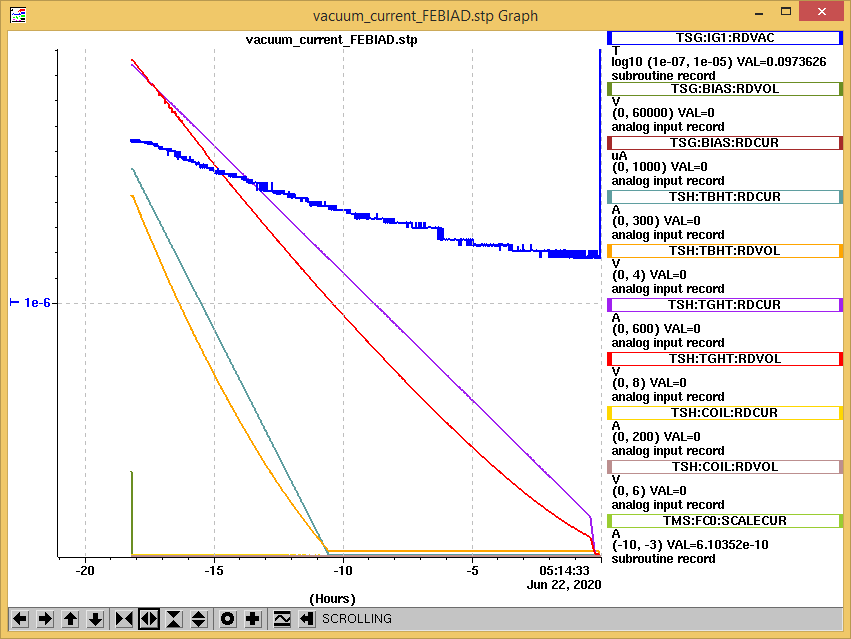 vacuum_current_FEBIAD.stp Graph
vacuum_current_FEBIAD.stp
TSG:IG1:RDVAC
T
log10 (1e-07, 1e-05) VAL=0.0973626
subroutine record
TSG:BIAS:RDVOL
V
(0, 60000) VAL=0
analog input record
TSG:BIAS:RDCUR
uA
(0, 1000) VAL=0
analog input record
TSH:TBHT:RDCUR
A
(0, 300) VAL=0
analog input record
TSH:TBHT:RDVOL
V
(0, 4) VAL=0
analog input record
TSH:TGHT:RDCUR
A
(0, 600) VAL=0
analog input record
TSH:TGHT:RDVOL
V
(0, 8) VAL=0
analog input record
TSH:COIL:RDCUR
A
(0, 200) VAL=0
analog input record
TSH:COIL:RDVOL
V
(0, 6) VAL=0
analog input record
TMS:FC0:SCALECUR
A
(-10, -3) VAL=6.10352e-10
subroutine record
T 1e-6
-20 -15 -10 -5 05:14:33
Jun 22, 2020
(Hours)
SCROLLING